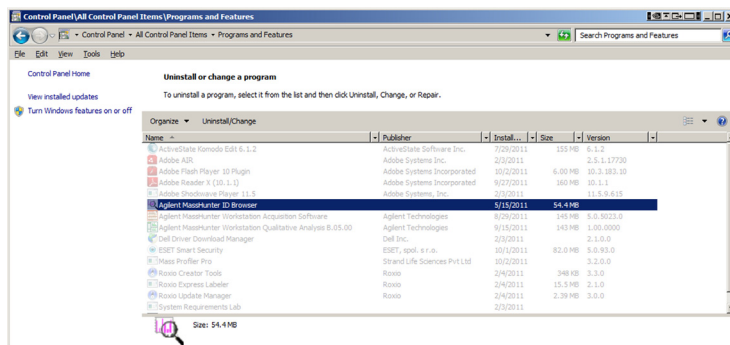 Control Panel\All Control Panel Items\Programs and Features
Control Panel All Control Panel Items Programs and Features Search Programs and Features
File Edit View Tools Help
Control Panel Home
Uninstall or change a program
View installed updates
To uninstall a program, select it from the list and then click Uninstall, Change, or Repair.
Turn Windows features on or off
Organize Uninstall/Change
Name Publisher Install... Size Version
ActiveState Komodo Edit 6.1.2 ActiveState Software Inc. 7/29/2011 155 MB 6.1.2
Adobe AIR Adobe Systems Inc. 2/3/2011 2.5.1.17730
Adobe Flash Player 10 Plugin Adobe Systems Incorporated 10/2/2011 6.00 MB 10.3.183.10
Adobe Reader X (10.1.1) Adobe Systems Incorporated 9/27/2011 160 MB 10.1.1
Adobe Shockwave Player 11.5 Adobe Systems, Inc. 2/3/2011 11.5.9.615
Agilent MassHunter ID Browser 5/15/2011 54.4 MB
Agilent MassHunter Workstation Acquisition Software Agilent Technologies 8/29/2011 145 MB 5.0.5023.0
Agilent MassHunter Workstation Qualitative Analysis B.05.00 Agilent Technologies 9/15/2011 143 MB 1.00.0000
Dell Driver Download Manager Dell Inc. 2/3/2011 2.1.0.0
ESET Smart Security ESET, spol. s r.o. 10/1/2011 82.0 MB 5.0.93.0
Mass Profiler Pro Strand Life Sciences Pvt Ltd 10/2/2011 3.2.0.0
Roxio Creator Tools Roxio 2/4/2011 348 KB 3.3.0
Roxio Express Labeler Roxio 2/4/2011 15.5 MB 2.1.0
Roxio Update Manager Roxio 2/4/2011 2.39 MB 3.0.0
System Requirements Lab 2/3/2011
Size: 54.4 MB